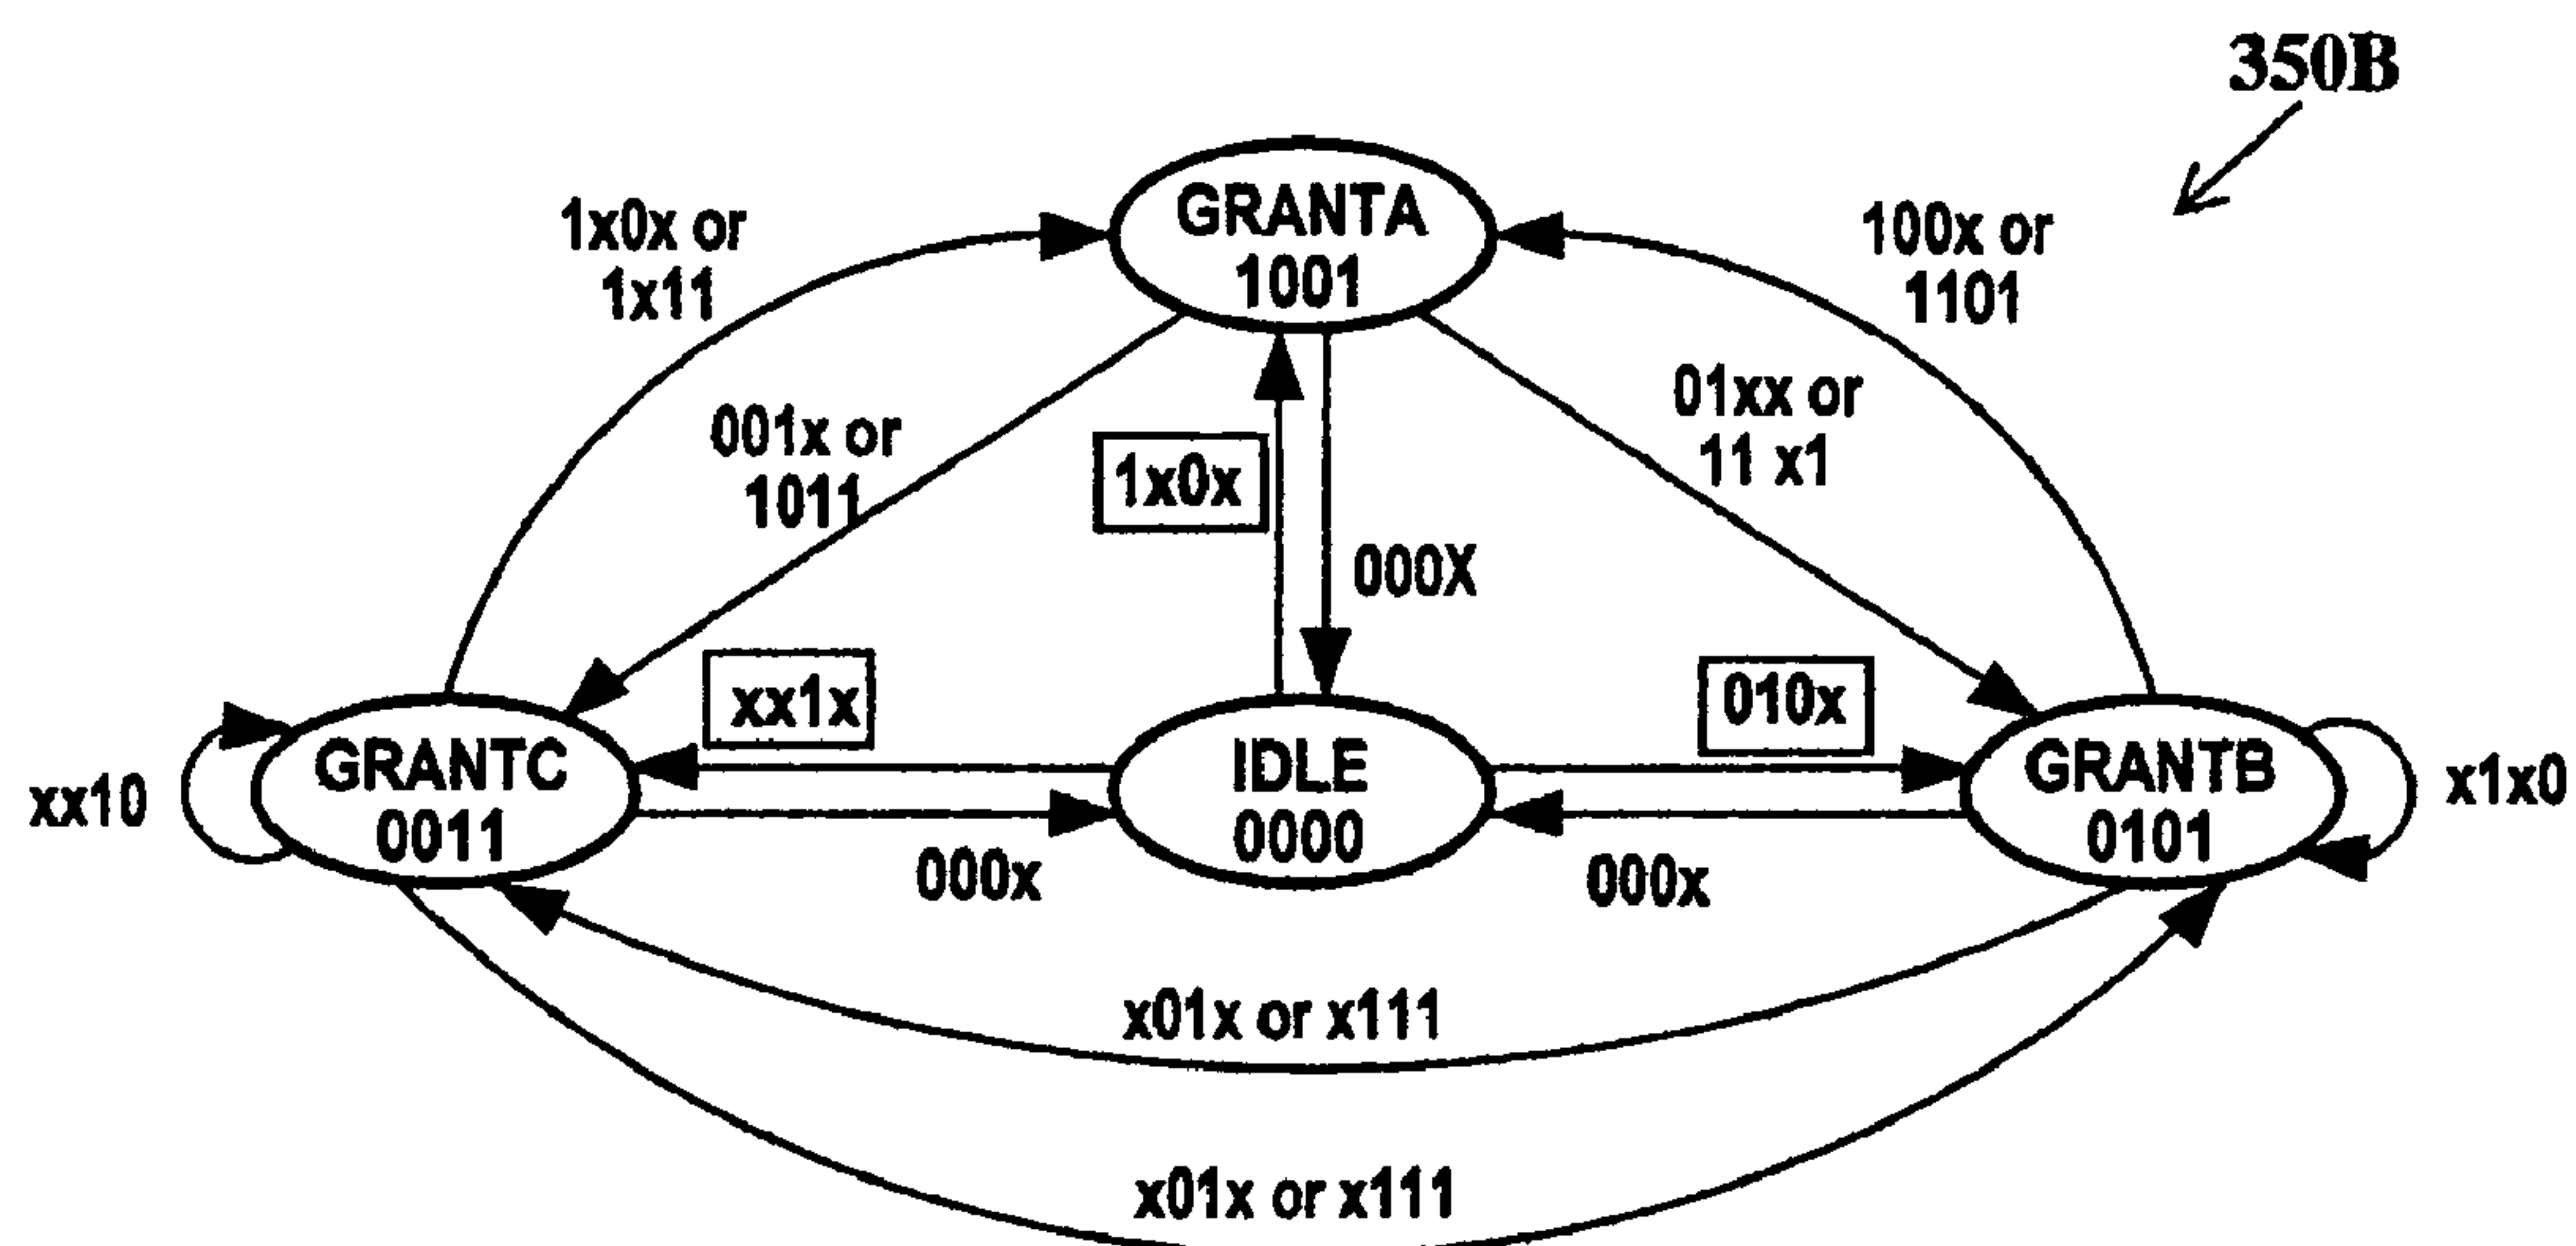 350B
GRANTA
1001
1x0x or
1x11
100x or
1101
001x or
1011
01xx or
11 x1
1x0x
000X
xx1x
010x
xx10
GRANTC
0011
IDLE
0000
GRANTB
0101
x1x0
000x
000x
x01x or x111
x01x or x111